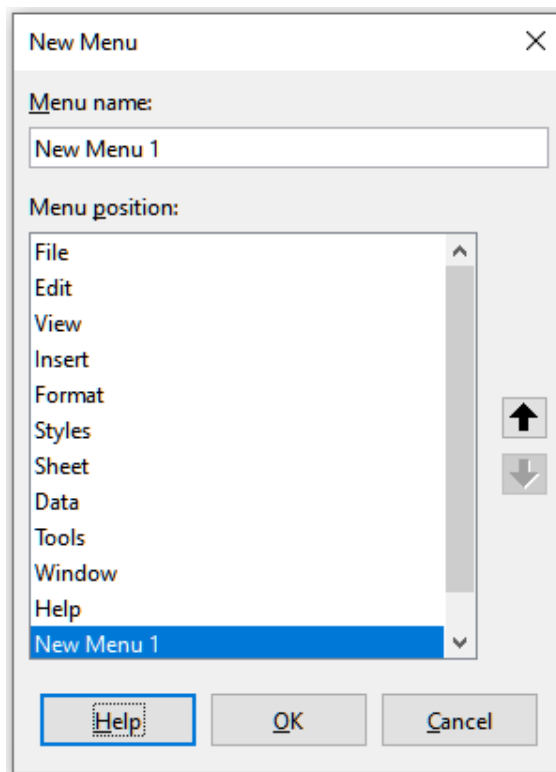 New Menu
Menu name:
New Menu 1
Menu position:
File
Edit
View
Insert
Format
Styles
Sheet
Data
Tools
Window
Help
New Menu 1
Help
OK
Cancel